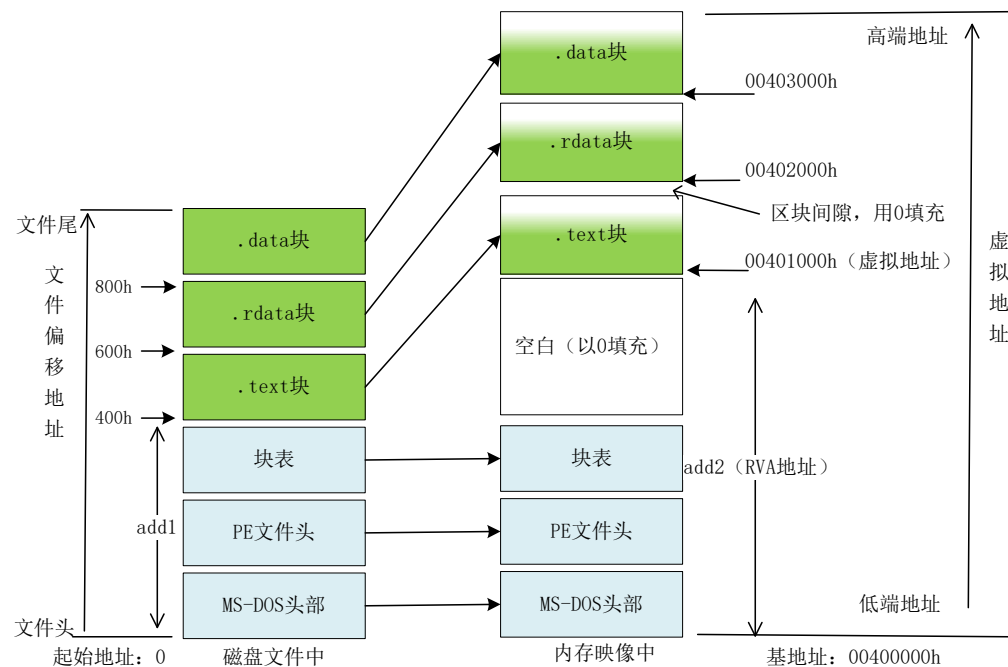 高端地址
.data块
00403000h
.rdata块
00402000h
区块间隙，用0填充
文件尾
.text块
.data块
00401000h（虚拟地址）
虚拟地址
文件偏移地址
800h
.rdata块
空白（以0填充）
600h
.text块
400h
块表
块表
add2（RVA地址）
add1
PE文件头
PE文件头
MS-DOS头部
MS-DOS头部
低端地址
文件头
起始地址：0
磁盘文件中
内存映像中
基地址：00400000h